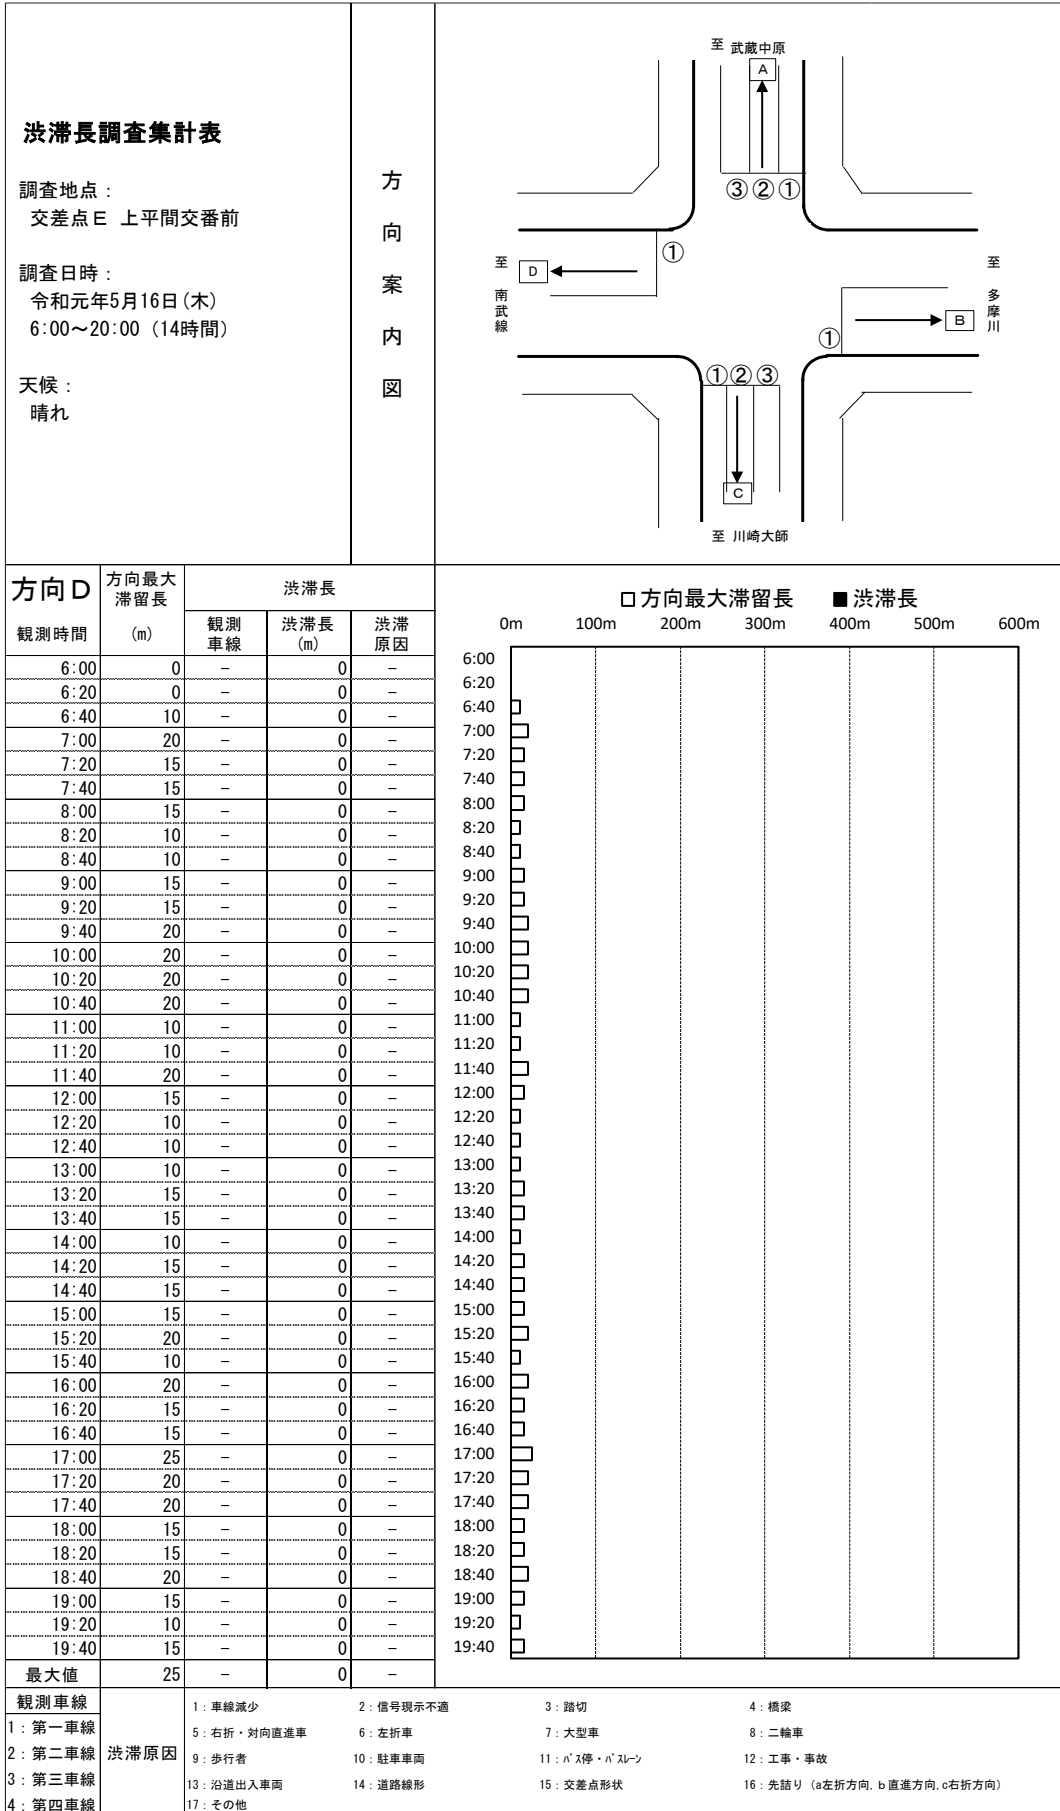 渋滞長調査集計表
調査地点：
交差点Ｅ 上平間交番前
調査日時：
令和元年5月16日(木)
6:00～20:00 (14時間)
天候：
晴れ
方向案内図
至 武蔵中原
A
③②①
①
至 南武線
D
至 多摩川
B
①
①②③
C
至 川崎大師
方向Ｄ 方向最大滞留長 渋滞長
観測時間 (m) 観測車線 渋滞長(m) 渋滞原因
6:00 0 － 0 －
6:20 0 － 0 －
6:40 10 － 0 －
7:00 20 － 0 －
7:20 15 － 0 －
7:40 15 － 0 －
8:00 15 － 0 －
8:20 10 － 0 －
8:40 10 － 0 －
9:00 15 － 0 －
9:20 15 － 0 －
9:40 20 － 0 －
10:00 20 － 0 －
10:20 20 － 0 －
10:40 20 － 0 －
11:00 10 － 0 －
11:20 10 － 0 －
11:40 20 － 0 －
12:00 15 － 0 －
12:20 10 － 0 －
12:40 10 － 0 －
13:00 10 － 0 －
13:20 15 － 0 －
13:40 15 － 0 －
14:00 10 － 0 －
14:20 15 － 0 －
14:40 15 － 0 －
15:00 15 － 0 －
15:20 20 － 0 －
15:40 10 － 0 －
16:00 20 － 0 －
16:20 15 － 0 －
16:40 15 － 0 －
17:00 25 － 0 －
17:20 20 － 0 －
17:40 20 － 0 －
18:00 15 － 0 －
18:20 15 － 0 －
18:40 20 － 0 －
19:00 15 － 0 －
19:20 10 － 0 －
19:40 15 － 0 －
最大値 25 － 0 －
□方向最大滞留長 ■渋滞長
0m 100m 200m 300m 400m 500m 600m
6:00
6:20
6:40
7:00
7:20
7:40
8:00
8:20
8:40
9:00
9:20
9:40
10:00
10:20
10:40
11:00
11:20
11:40
12:00
12:20
12:40
13:00
13:20
13:40
14:00
14:20
14:40
15:00
15:20
15:40
16:00
16:20
16:40
17:00
17:20
17:40
18:00
18:20
18:40
19:00
19:20
19:40
観測車線
1：第一車線
2：第二車線
3：第三車線
4：第四車線
渋滞原因
1：車線減少 2：信号現示不適 3：踏切 4：橋梁
5：右折・対向直進車 6：左折車 7：大型車 8：二輪車
9：歩行者 10：駐車車両 11：ﾊﾞｽ停・ﾊﾞｽﾚｰﾝ 12：工事・事故
13：沿道出入車両 14：道路線形 15：交差点形状 16：先詰り (a左折方向,ｂ直進方向,c右折方向)
17：その他